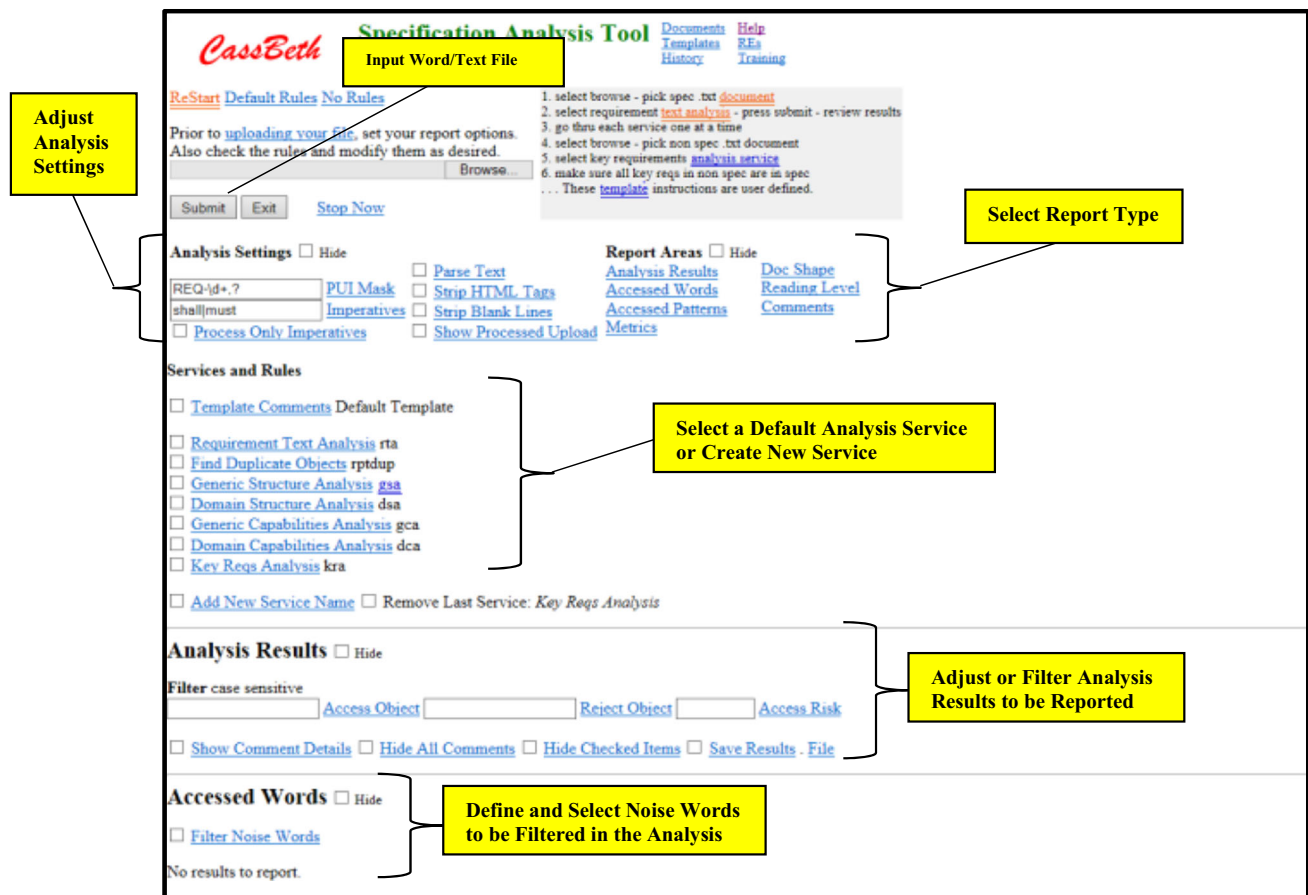 CassBeth
Specification Analysis Tool
Documents Help
Templates REs
History Training
Input Word/Text File
Adjust
Analysis
Settings
ReStart Default Rules No Rules
Prior to uploading your file, set your report options.
Also check the rules and modify them as desired.
Browse...
Submit Exit Stop Now
1. select browse - pick spec .txt document
2. select requirement text analysis - press submit - review results
3. go thru each service one at a time
4. select browse - pick non spec .txt document
5. select key requirements analysis service
6. make sure all key reqs in non spec are in spec
. . . These template instructions are user defined.
Select Report Type
Analysis Settings Hide
REQ-\d+,? PUI Mask
shall|must Imperatives
Process Only Imperatives
Parse Text
Strip HTML Tags
Strip Blank Lines
Show Processed Upload
Report Areas Hide
Analysis Results Doc Shape
Accessed Words Reading Level
Accessed Patterns Comments
Metrics
Services and Rules
Template Comments Default Template
Requirement Text Analysis rta
Find Duplicate Objects rptdup
Generic Structure Analysis gsa
Domain Structure Analysis dsa
Generic Capabilities Analysis gca
Domain Capabilities Analysis dca
Key Reqs Analysis kra
Add New Service Name Remove Last Service: Key Reqs Analysis
Select a Default Analysis Service
or Create New Service
Analysis Results Hide
Filter case sensitive
Access Object Reject Object Access Risk
Show Comment Details Hide All Comments Hide Checked Items Save Results . File
Adjust or Filter Analysis
Results to be Reported
Accessed Words Hide
Filter Noise Words
No results to report.
Define and Select Noise Words
to be Filtered in the Analysis